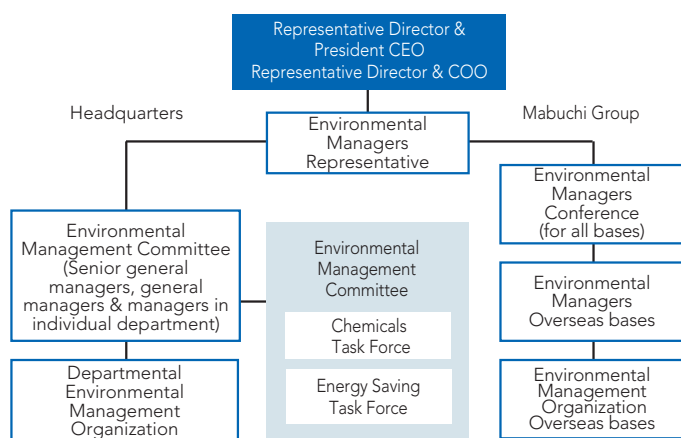 Representative Director &
President CEO
Representative Director & COO
Headquarters
Mabuchi Group
Environmental
Managers
Representative
Environmental
Managers
Conference
(for all bases)
Environmental
Management Committee
(Senior general
managers, general
managers & managers in
individual department)
Environmental
Management
Committee
Chemicals
Task Force
Energy Saving
Task Force
Environmental
Managers
Overseas bases
Departmental
Environmental
Management
Organization
Environmental
Management
Organization
Overseas bases